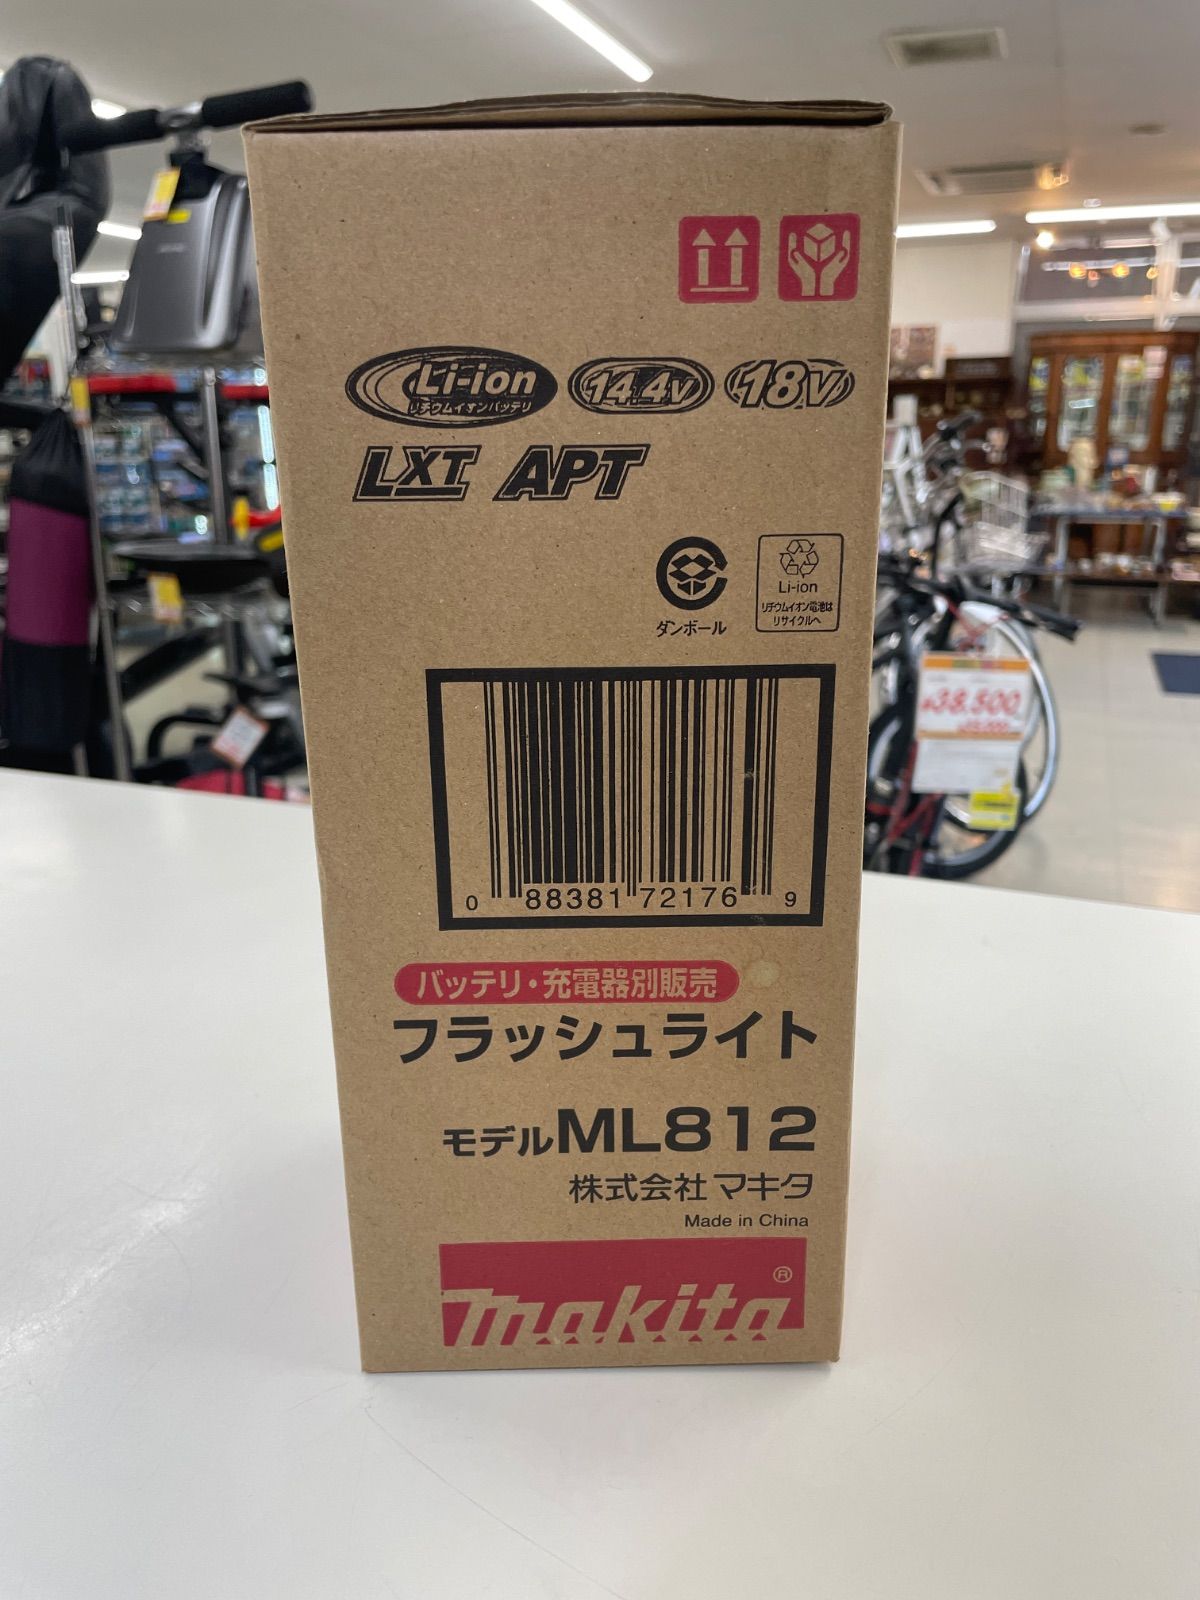 Li-ion
リチウムイオンバッテリ
14.4V
18V
LXT APT
ダンボール
Li-ion
リチウムイオン電池は
リサイクルへ
0 88381 72176 9
バッテリ・充電器別販売
フラッシュライト
モデルML812
株式会社マキタ
Made in China
makita®
¥38,500